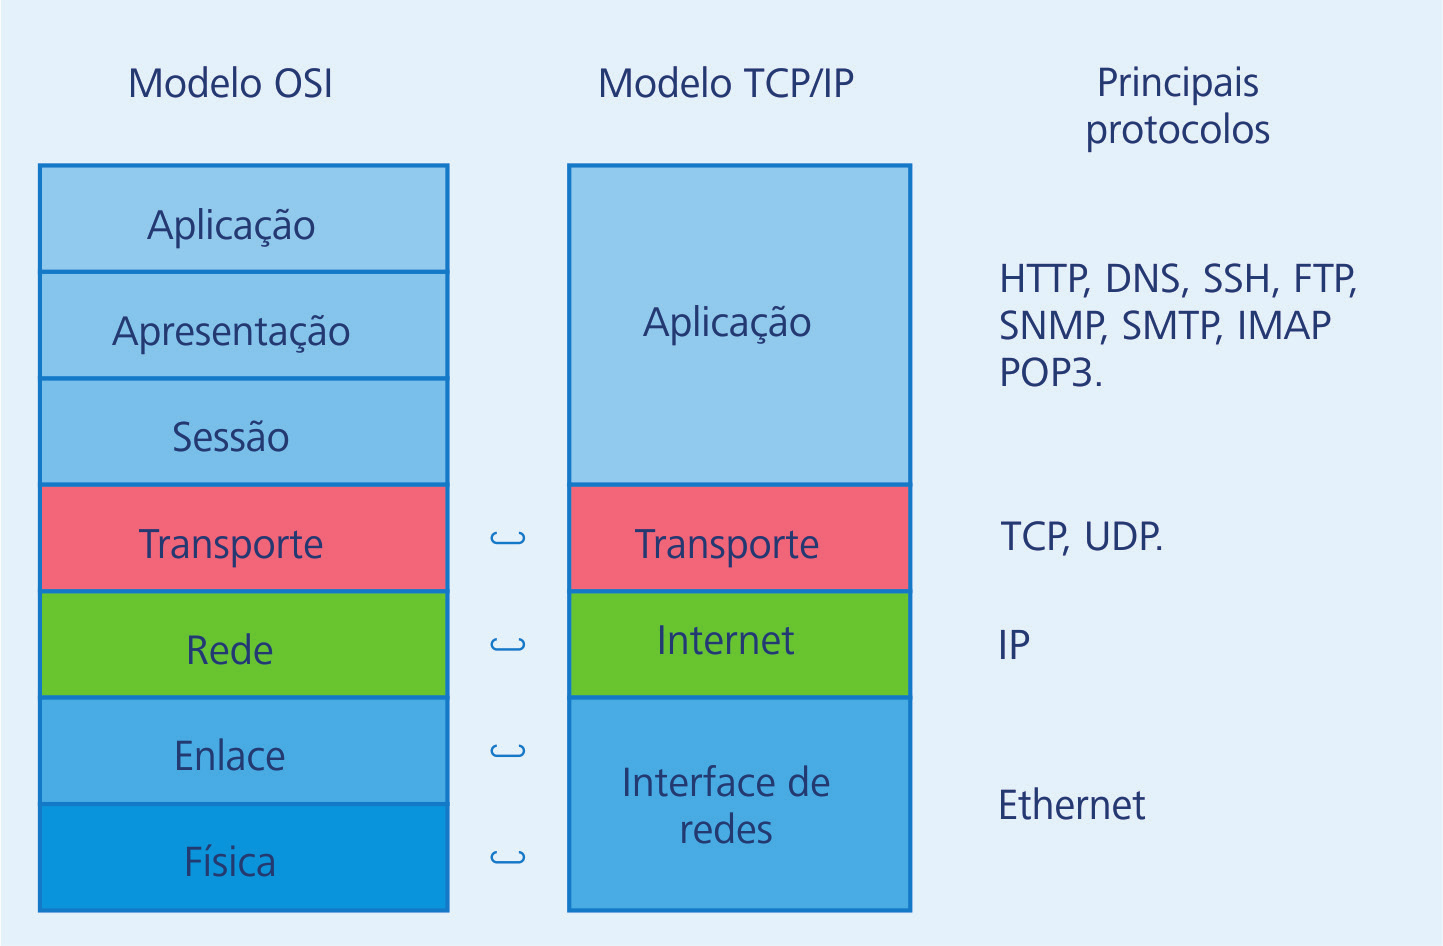 Modelo OSI
Modelo TCP/IP
Principais
protocolos
Aplicação
Apresentação
Sessão
Transporte
Rede
Enlace
Física
Aplicação
Transporte
Internet
Interface de
redes
HTTP, DNS, SSH, FTP,
SNMP, SMTP, IMAP
POP3.
TCP, UDP.
IP
Ethernet